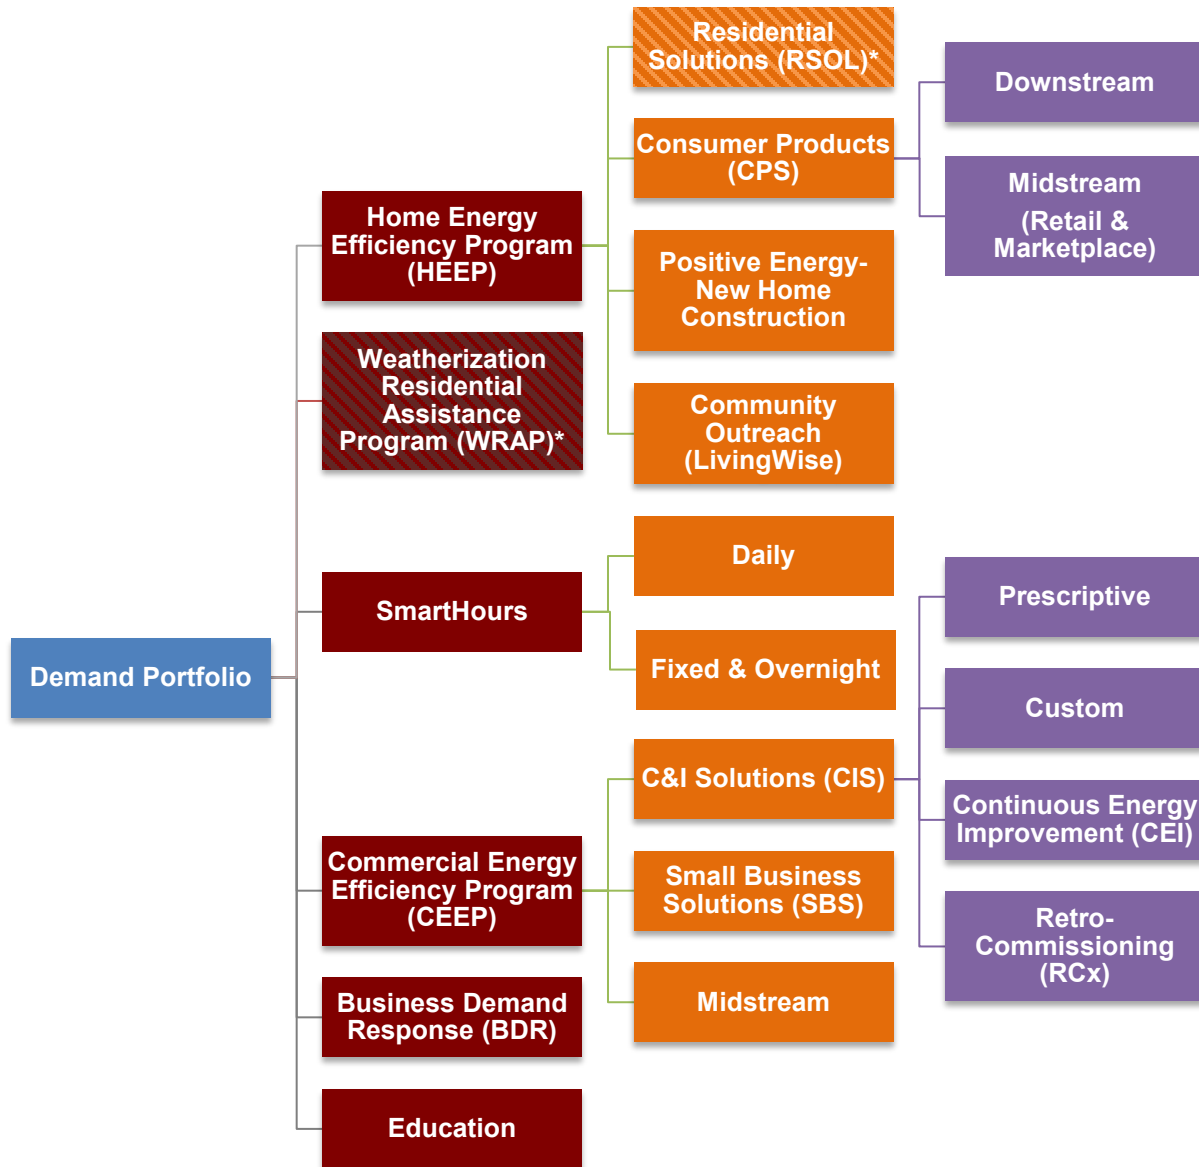 Demand Portfolio
Home Energy
Efficiency Program
(HEEP)
Weatherization
Residential
Assistance
Program (WRAP)*
SmartHours
Commercial Energy
Efficiency Program
(CEEP)
Business Demand
Response (BDR)
Education
Residential
Solutions (RSOL)*
Consumer Products
(CPS)
Positive Energy-
New Home
Construction
Community
Outreach
(LivingWise)
Daily
Fixed & Overnight
C&I Solutions (CIS)
Small Business
Solutions (SBS)
Midstream
Downstream
Midstream
(Retail &
Marketplace)
Prescriptive
Custom
Continuous Energy
Improvement (CEI)
Retro-
Commissioning
(RCx)